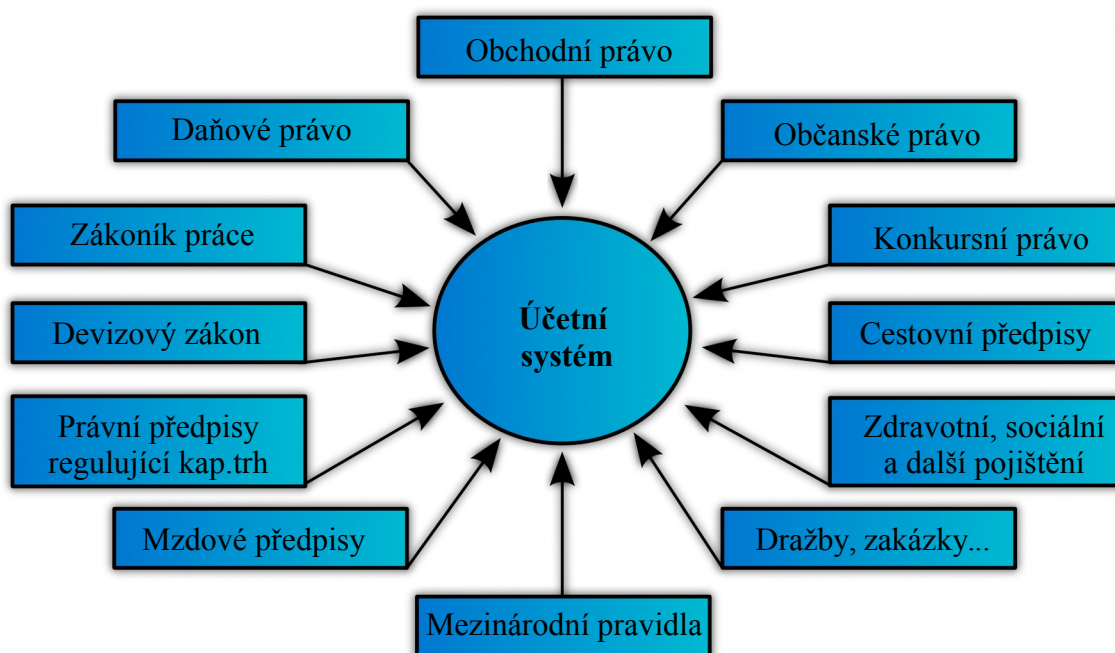 Obchodní právo
Daňové právo
Občanské právo
Zákoník práce
Konkursní právo
Účetní
systém
Devizový zákon
Cestovní předpisy
Právní předpisy
regulující kap.trh
Zdravotní, sociální
a další pojištění
Mzdové předpisy
Dražby, zakázky...
Mezinárodní pravidla